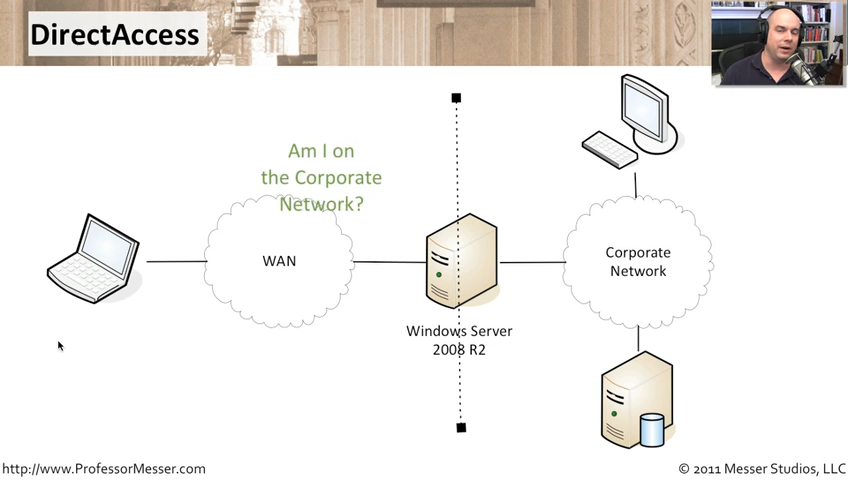 DirectAccess
Am I on
the Corporate
Network?
WAN
Corporate
Network
Windows Server
2008 R2
http://www.ProfessorMesser.com
© 2011 Messer Studios, LLC